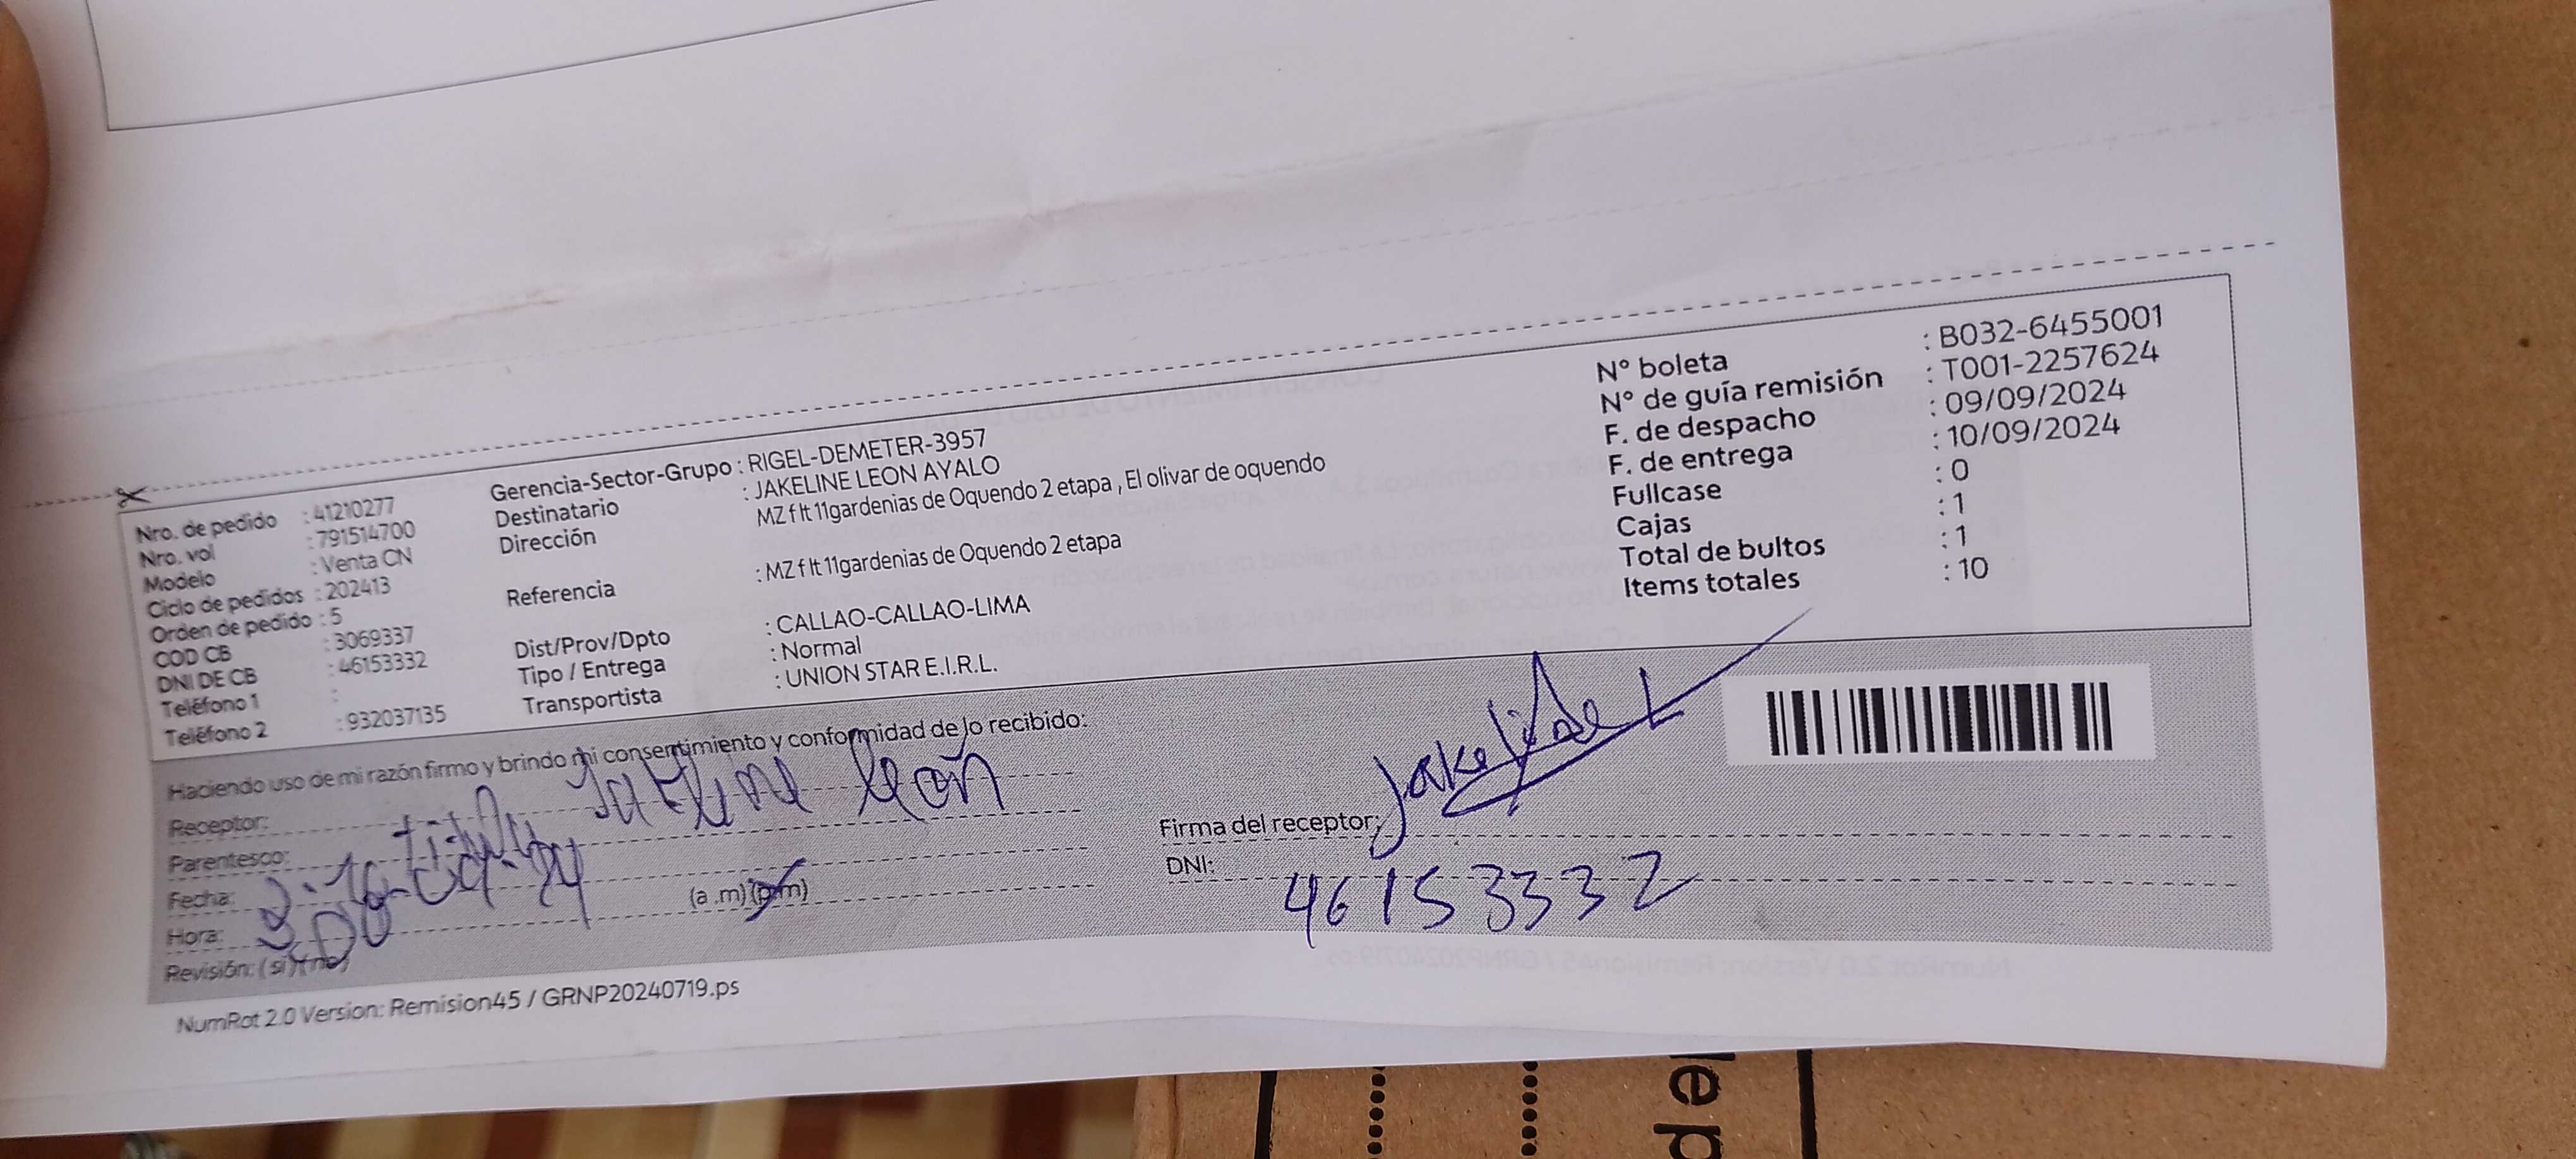 Nro. de pedido : 41210277
Nro. vol : 791514700
Modelo : Venta CN
Ciclo de pedidos : 202413
Orden de pedido : 5
COD CB : 3069337
DNI DE CB : 46153332
Teléfono 1 :
Teléfono 2 : 932037135
Gerencia-Sector-Grupo : RIGEL-DEMETER-3957
Destinatario : JAKELINE LEON AYALO
Dirección MZ f lt 11gardenias de Oquendo 2 etapa , El olivar de oquendo
Referencia : MZ f lt 11gardenias de Oquendo 2 etapa
Dist/Prov/Dpto : CALLAO-CALLAO-LIMA
Tipo / Entrega : Normal
Transportista : UNION STAR E.I.R.L.
N° boleta : B032-6455001
N° de guía remisión : T001-2257624
F. de despacho : 09/09/2024
F. de entrega : 10/09/2024
Fullcase : 0
Cajas : 1
Total de bultos : 1
Items totales : 10
Haciendo uso de mi razón firmo y brindo mi consentimiento y conformidad de lo recibido:
Receptor: Jakeline leon
Parentesco: titular
Fecha: 10-09-24
Hora: (a .m) (p.m)
Revisión: ( si ) ( no )
Firma del receptor:
DNI: 46153332
NumRot 2.0 Version: Remision45 / GRNP20240719.ps